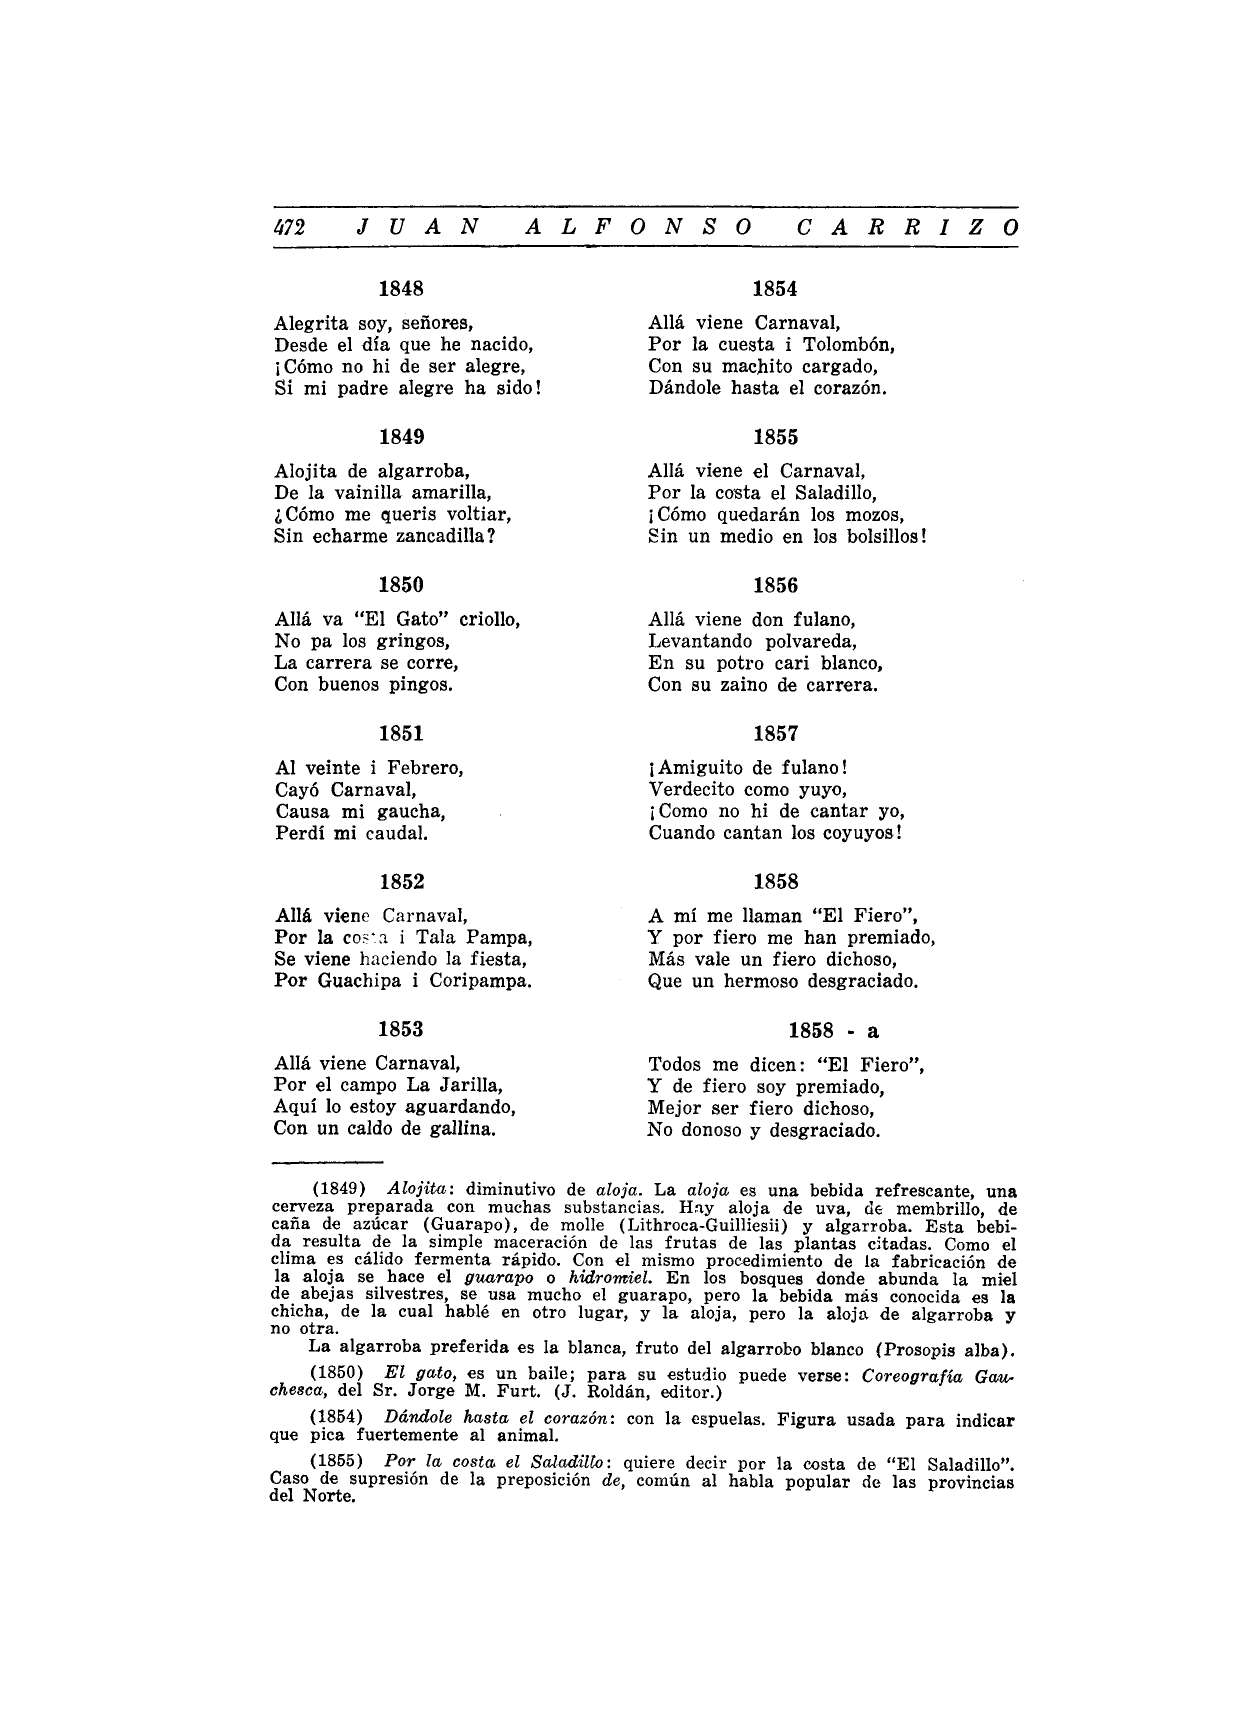 472 JUAN ALFONSO CARRIZO
1848
Alegrita soy, señores,
Desde el día que he nacido,
¡Cómo no hi de ser alegre,
Si mi padre alegre ha sido!
1849
Alojita de algarroba,
De la vainilla amarilla,
¿Cómo me queris voltiar,
Sin echarme zancadilla?
1850
Allá va “El Gato” criollo,
No pa los gringos,
La carrera se corre,
Con buenos pingos.
1851
Al veinte i Febrero,
Cayó Carnaval,
Causa mi gaucha,
Perdí mi caudal.
1852
Allá viene Carnaval,
Por la costa i Tala Pampa,
Se viene haciendo la fiesta,
Por Guachipa i Coripampa.
1853
Allá viene Carnaval,
Por el campo La Jarilla,
Aquí lo estoy aguardando,
Con un caldo de gallina.
1854
Allá viene Carnaval,
Por la cuesta i Tolombón,
Con su machito cargado,
Dándole hasta el corazón.
1855
Allá viene el Carnaval,
Por la costa el Saladillo,
¡Cómo quedarán los mozos,
Sin un medio en los bolsillos!
1856
Allá viene don fulano,
Levantando polvareda,
En su potro cari blanco,
Con su zaino de carrera.
1857
¡Amiguito de fulano!
Verdecito como yuyo,
¡Como no hi de cantar yo,
Cuando cantan los coyuyos!
1858
A mí me llaman “El Fiero”,
Y por fiero me han premiado,
Más vale un fiero dichoso,
Que un hermoso desgraciado.
1858 - a
Todos me dicen: “El Fiero”,
Y de fiero soy premiado,
Mejor ser fiero dichoso,
No donoso y desgraciado.
(1849) Alojita: diminutivo de aloja. La aloja es una bebida refrescante, una
cerveza preparada con muchas substancias. Hay aloja de uva, de membrillo, de
caña de azúcar (Guarapo), de molle (Lithroca-Guilliesii) y algarroba. Esta bebi-
da resulta de la simple maceración de las frutas de las plantas citadas. Como el
clima es cálido fermenta rápido. Con el mismo procedimiento de la fabricación de
la aloja se hace el guarapo o hidromiel. En los bosques donde abunda la miel
de abejas silvestres, se usa mucho el guarapo, pero la bebida más conocida es la
chicha, de la cual hablé en otro lugar, y la aloja, pero la aloja de algarroba y
no otra.
La algarroba preferida es la blanca, fruto del algarrobo blanco (Prosopis alba).
(1850) El gato, es un baile; para su estudio puede verse: Coreografía Gau-
chesca, del Sr. Jorge M. Furt. (J. Roldán, editor.)
(1854) Dándole hasta el corazón: con la espuelas. Figura usada para indicar
que pica fuertemente al animal.
(1855) Por la costa el Saladillo: quiere decir por la costa de “El Saladillo”.
Caso de supresión de la preposición de, común al habla popular de las provincias
del Norte.